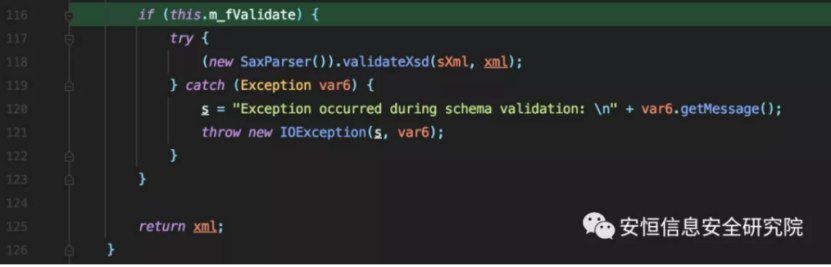 116 if (this.m_fValidate) {
117 try {
118 (new SaxParser()).validateXsd(sXml, xml);
119 } catch (Exception var6) {
120 s = "Exception occurred during schema validation: \n" + var6.getMessage();
121 throw new IOException(s, var6);
122 }
123 }
124
125 return xml;
126 }
安恒信息安全研究院